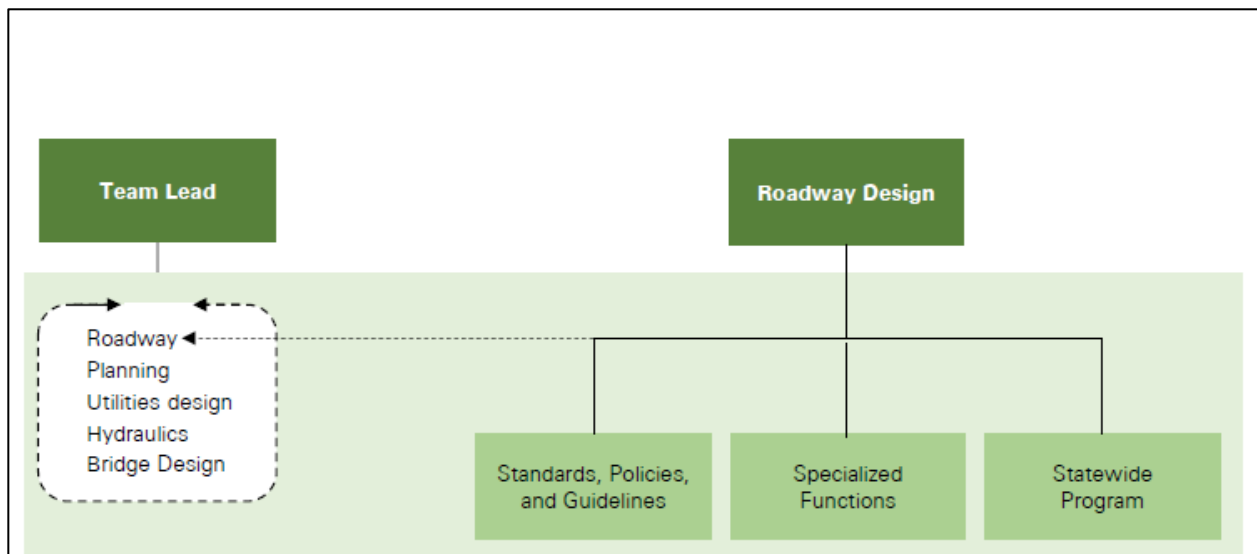 Team Lead
Roadway Design
Roadway
Planning
Utilities design
Hydraulics
Bridge Design
Standards, Policies,
and Guidelines
Specialized
Functions
Statewide
Program